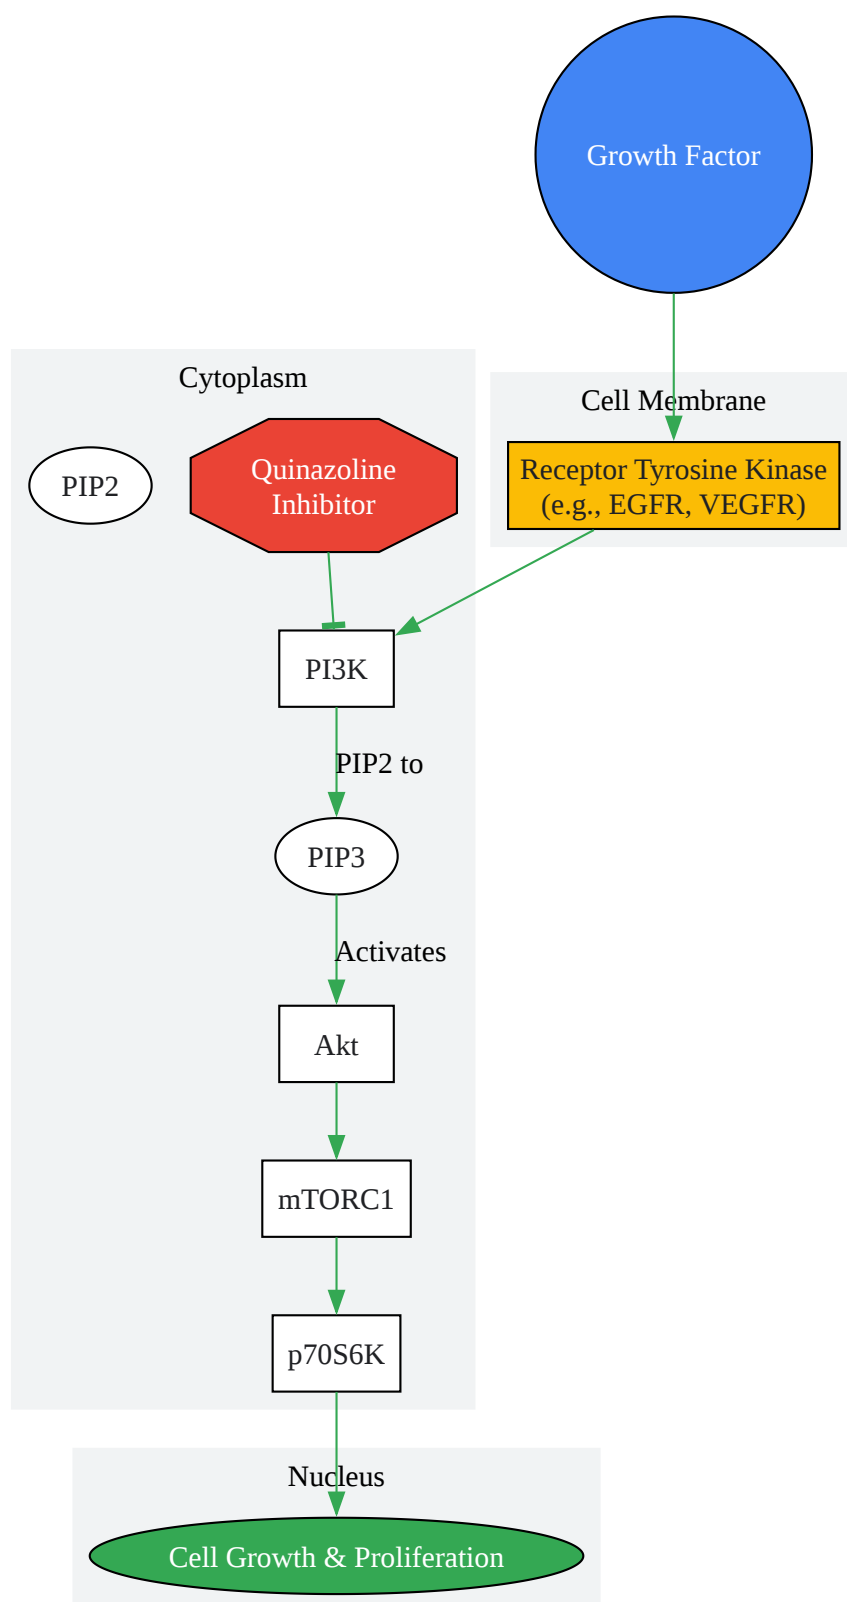 Growth Factor
Cytoplasm
Cell Membrane
PIP2
Quinazoline
Inhibitor
Receptor Tyrosine Kinase
(e.g., EGFR, VEGFR)
PI3K
PIP2 to
PIP3
Activates
Akt
mTORC1
p70S6K
Nucleus
Cell Growth & Proliferation